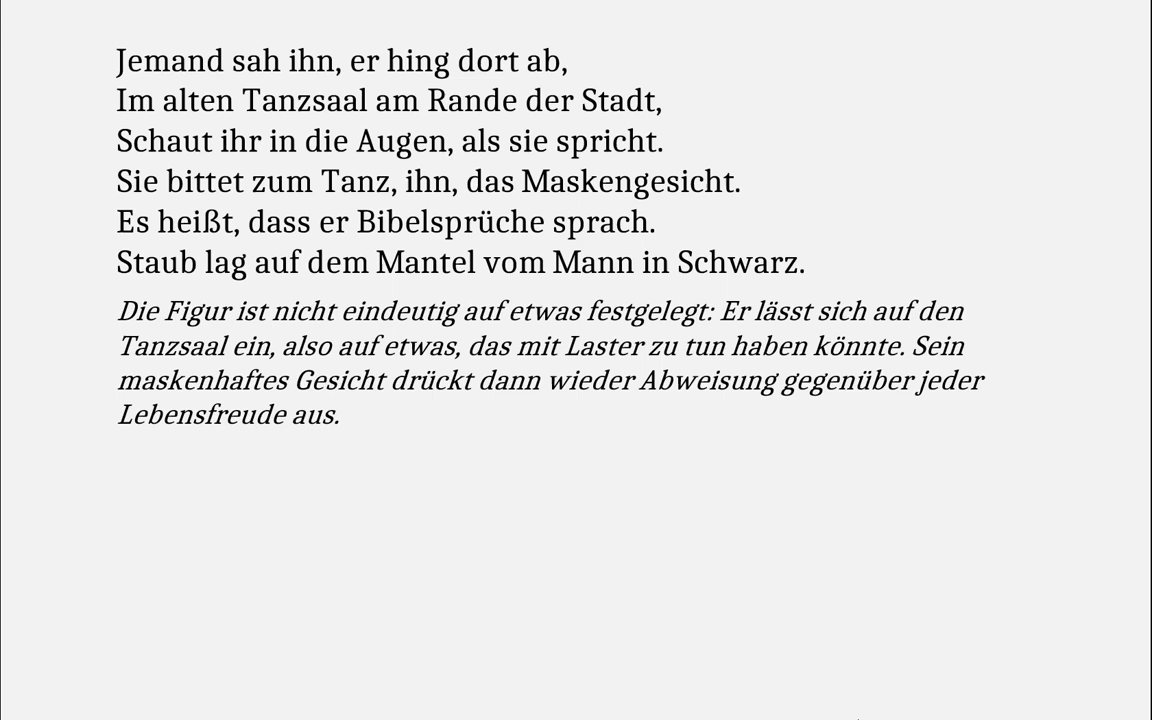 Jemand sah ihn, er hing dort ab,
Im alten Tanzsaal am Rande der Stadt,
Schaut ihr in die Augen, als sie spricht.
Sie bittet zum Tanz, ihn, das Maskengesicht.
Es heißt, dass er Bibelsprüche sprach.
Staub lag auf dem Mantel vom Mann in Schwarz.
Die Figur ist nicht eindeutig auf etwas festgelegt: Er lässt sich auf den
Tanzsaal ein, also auf etwas, das mit Laster zu tun haben könnte. Sein
maskenhaftes Gesicht drückt dann wieder Abweisung gegenüber jeder
Lebensfreude aus.